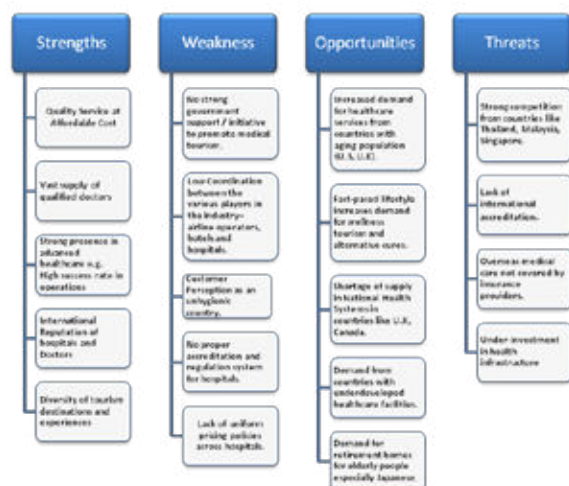 Strengths
Quality Service at
Affordable Cost
Vast supply of
qualified doctors
Strong presence in
advanced
healthcare e.g.
High success rate in
operations
International
Reputation of
hospitals and
Doctors
Diversity of tourism
destinations and
experiences
Weakness
No strong
government
support / initiative
to promote medical
tourism.
Low Coordination
between the
various players in
the industry-
airline operators,
hotels and
hospitals.
Customer
Perception as an
unhygienic
country.
No proper
accreditation and
regulation system
for hospitals.
Lack of uniform
pricing policies
across hospitals.
Opportunities
Increased demand
for healthcare
services from
countries with
aging population
(U.S, U.K)
Fast-paced lifestyle
increases demand
for wellness
tourism and
alternative cures.
Shortage of supply
in National Health
Systems in
countries like U.K,
Canada.
Demand from
countries with
underdeveloped
healthcare facilities.
Demand for
retirement homes
for elderly people
especially Japanese.
Threats
Strong competition
from countries like
Thailand, Malaysia,
Singapore.
Lack of
international
accreditation.
Overseas medical
care not covered by
insurance
providers.
Under investment
in health
infrastructure